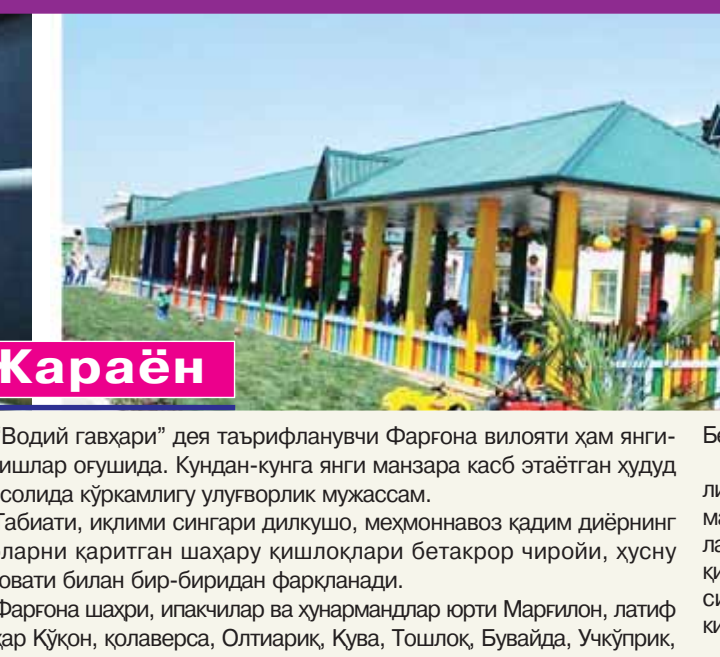 Жараён
"Водий гавҳари” дея таърифланувчи Фарғона вилояти ҳам янги-
ишлар оғушида. Кундан-кунга янги манзара касб этаётган ҳудуд
солида кўркамлигу улуғворлик мужассам.
Табиати, иқлими сингари дилкушо, меҳмоннавоз қадим диёрнинг
ларни қаритган шаҳару қишлоқлари бетакрор чиройи, ҳусну
овати билан бир-биридан фарқланади.
Фарғона шаҳри, ипакчилар ва ҳунармандлар юрти Марғилон, латиф
ҳар Қўқон, қолаверса, Олтиариқ, Қува, Тошлоқ, Бувайда, Учкўприк,